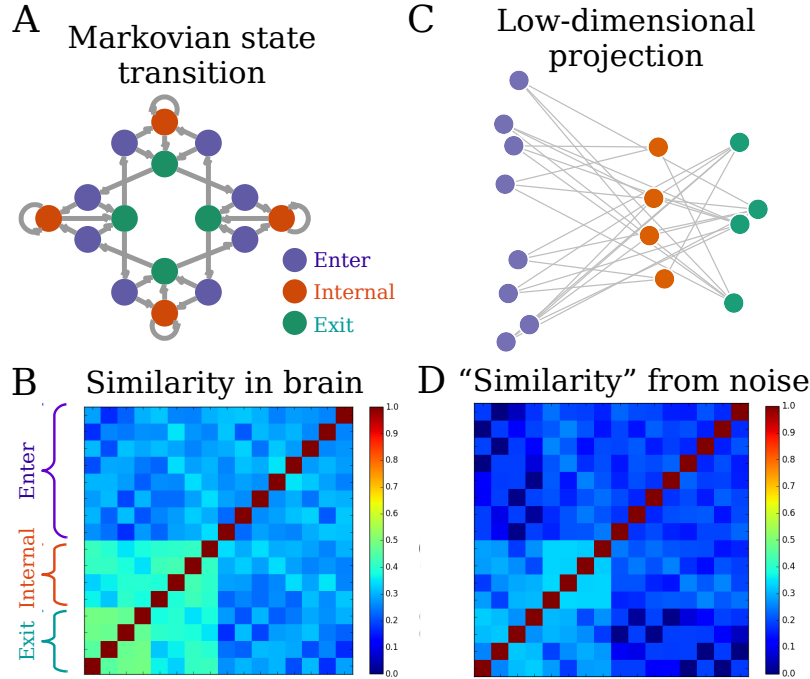 A
Markovian state
transition
Enter
Internal
Exit
C
Low-dimensional
projection
B
Similarity in brain
Enter
Internal
Exit
1.0
0.9
0.8
0.7
0.6
0.5
0.4
0.3
0.2
0.1
0.0
D
“Similarity” from noise
1.0
0.9
0.8
0.7
0.6
0.5
0.4
0.3
0.2
0.1
0.0